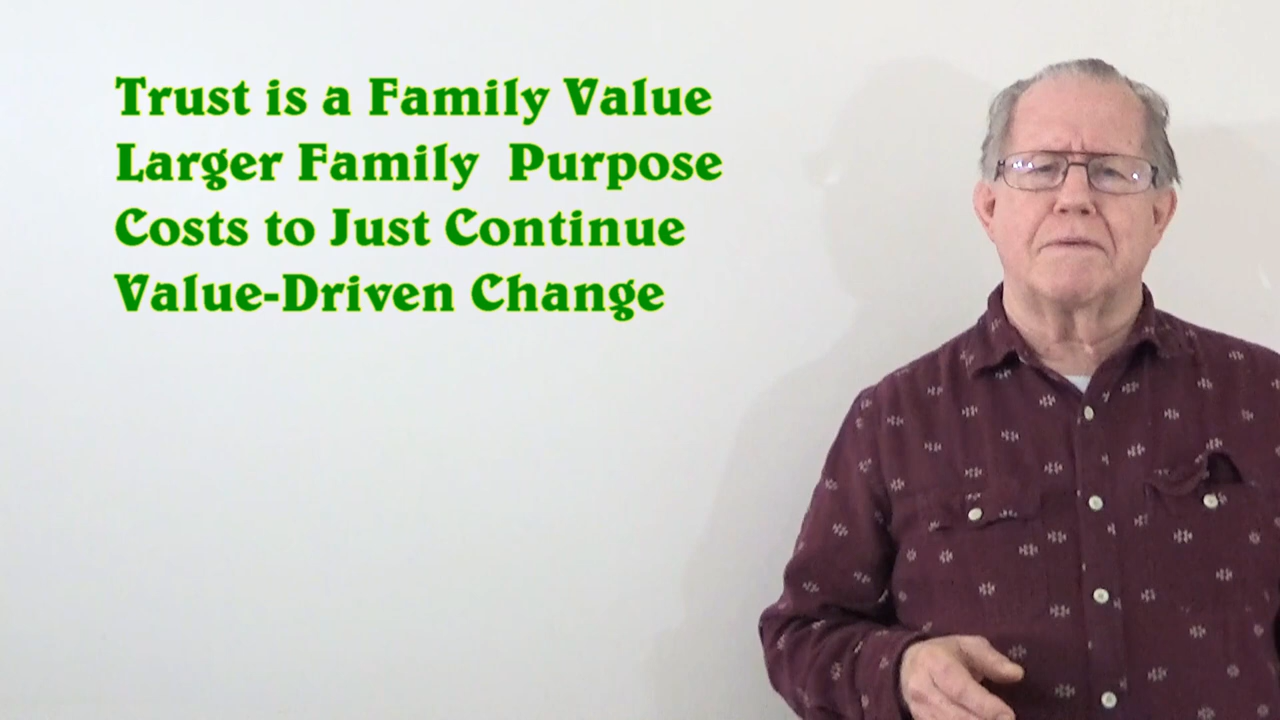 Trust is a Family Value
Larger Family  Purpose
Costs to Just Continue
Value-Driven Change